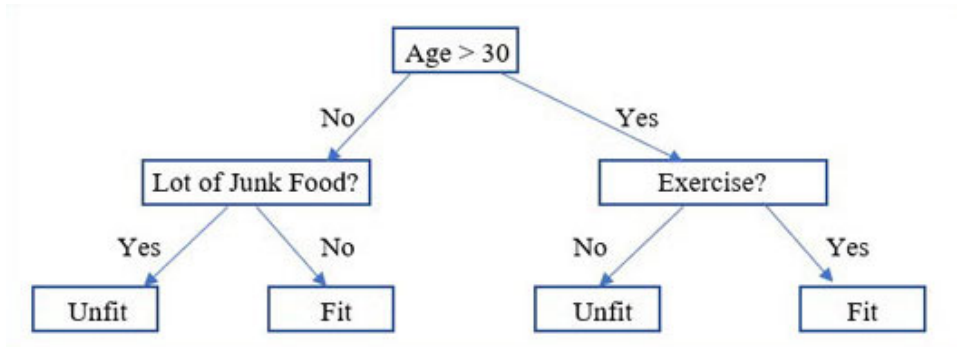 Age > 30
No
Yes
Lot of Junk Food?
Exercise?
Yes
No
No
Yes
Unfit
Fit
Unfit
Fit